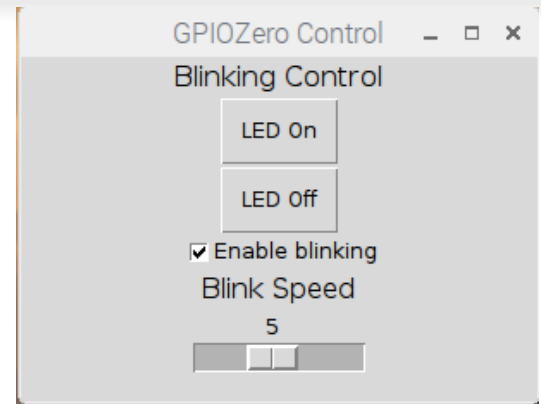 GPIOZero Control
Blinking Control
LED On
LED Off
Enable blinking
Blink Speed
5